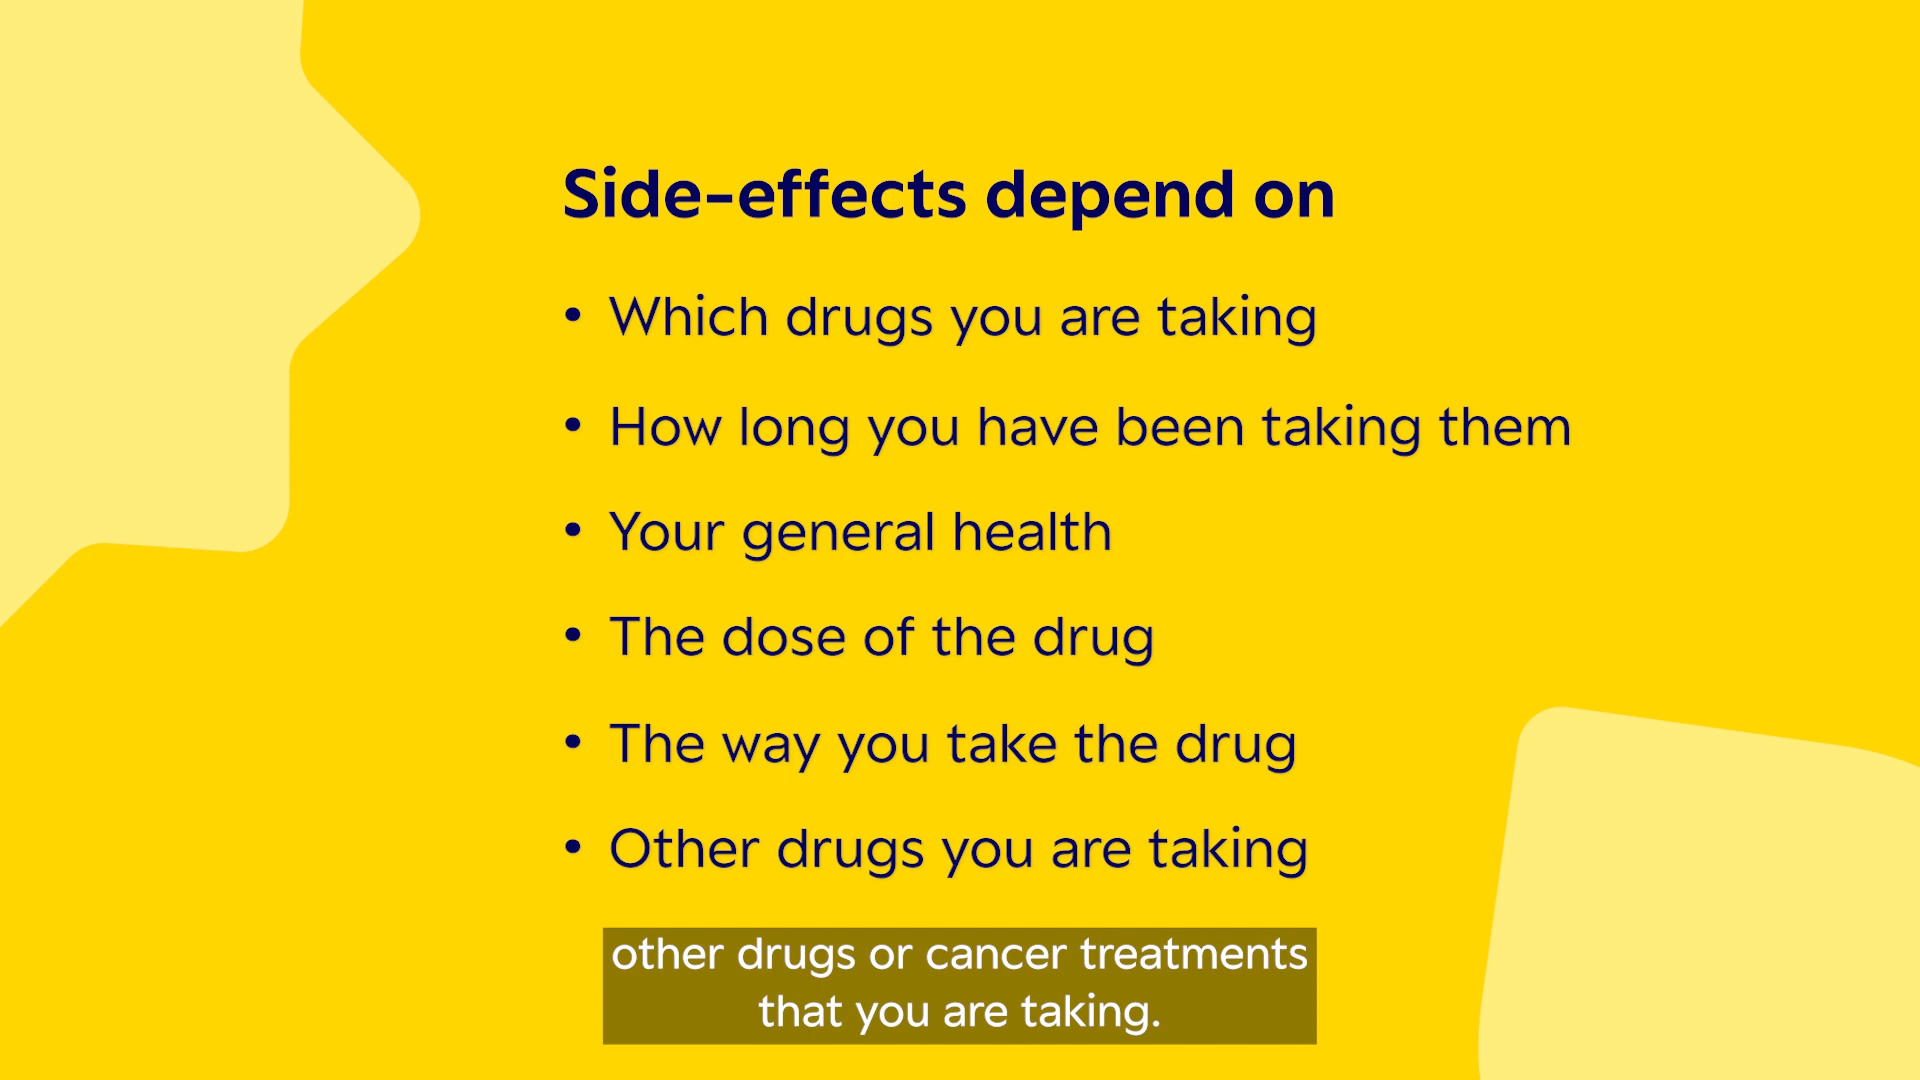 Side-effects depend on
• Which drugs you are taking
• How long you have been taking them
• Your general health
• The dose of the drug
• The way you take the drug
• Other drugs you are taking
other drugs or cancer treatments
that you are taking.